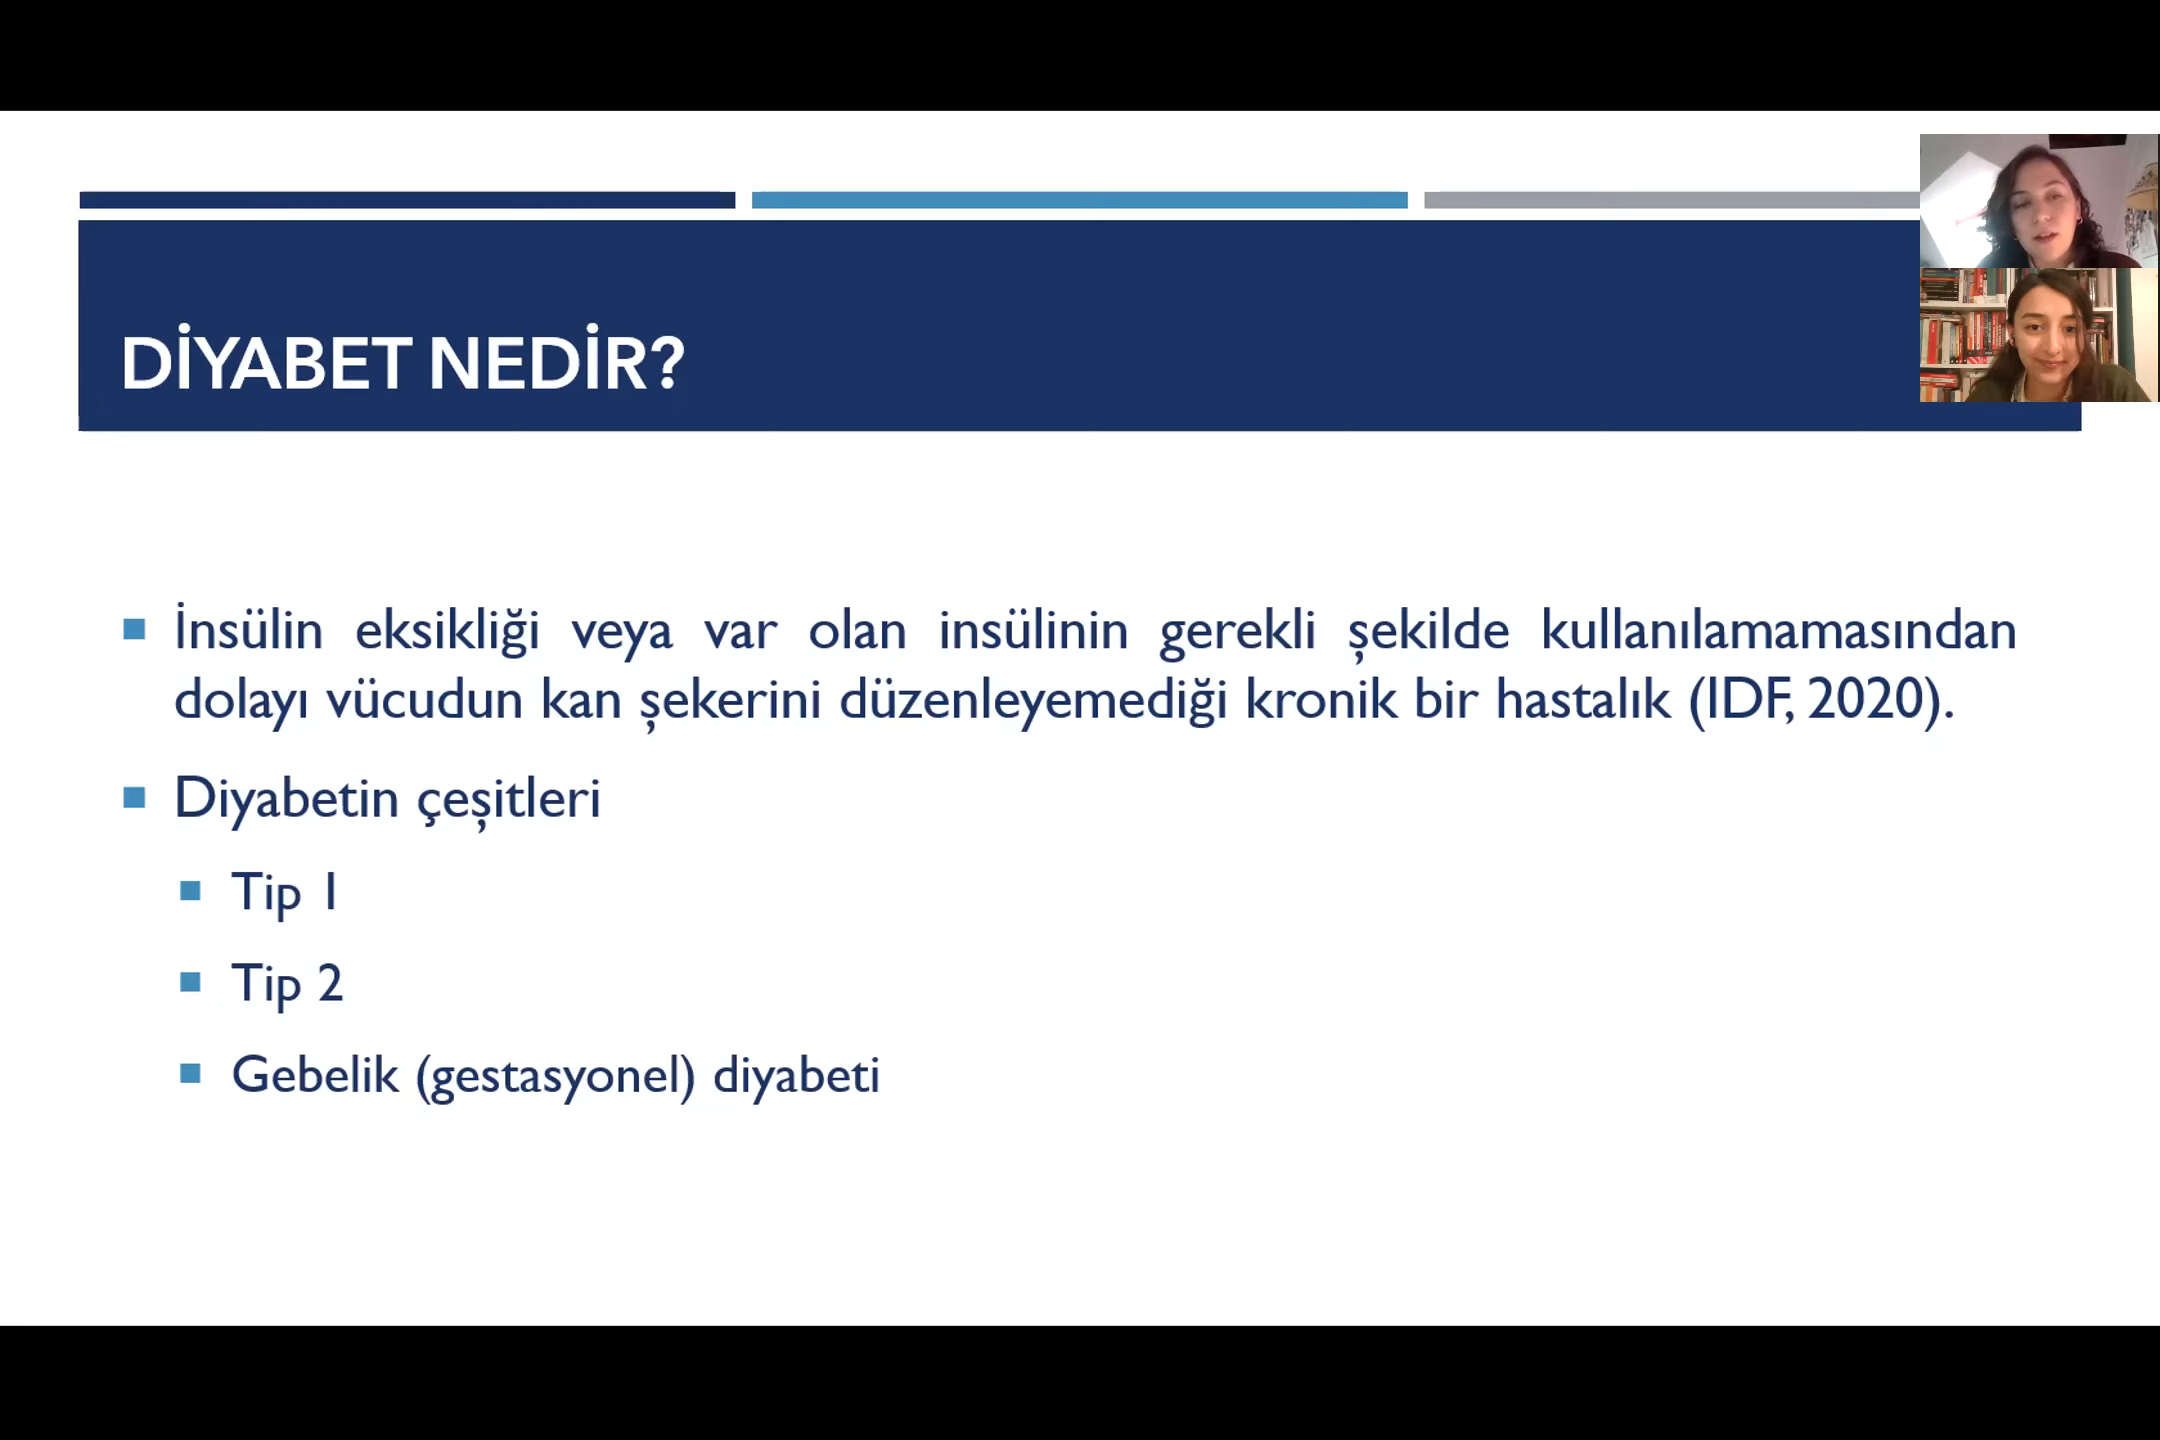 DİYABET NEDİR?
İnsülin eksikliği veya var olan insülinin gerekli şekilde kullanılamamasından
dolayı vücudun kan şekerini düzenleyemediği kronik bir hastalık (IDF, 2020).
Diyabetin çeşitleri
Tip 1
Tip 2
Gebelik (gestasyonel) diyabeti